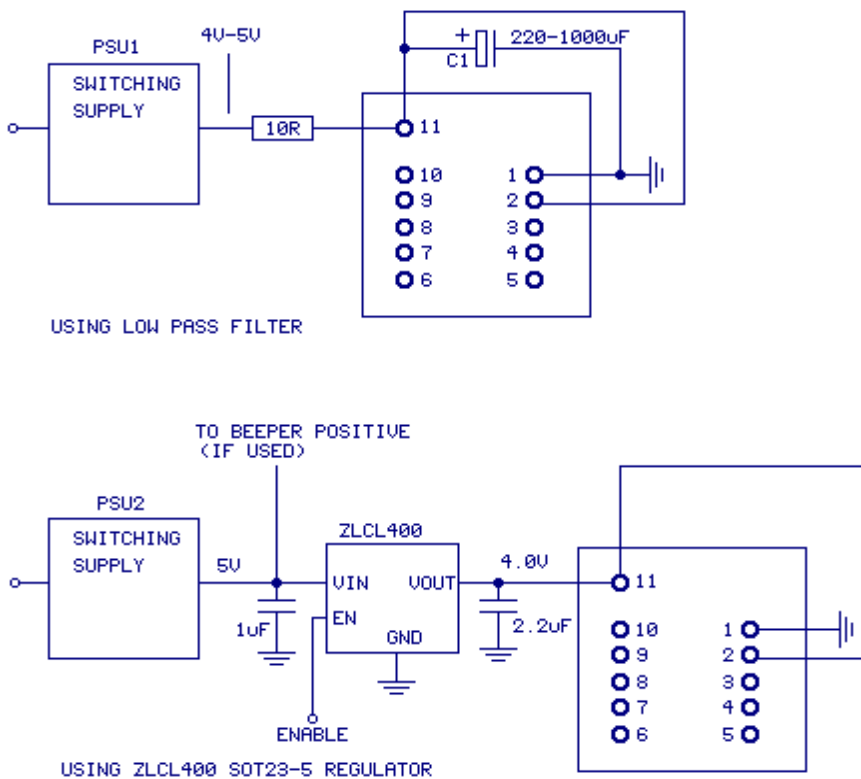 PSU1
4V-5V
SWITCHING
SUPPLY
10R
+
C1
220-1000uF
11
10
9
8
7
6
1
2
3
4
5
USING LOW PASS FILTER
TO BEEPER POSITIVE
(IF USED)
PSU2
SWITCHING
SUPPLY
5V
1uF
ZLCL400
VIN
VOUT
EN
GND
ENABLE
4.0V
2.2uF
11
10
9
8
7
6
1
2
3
4
5
USING ZLCL400 SOT23-5 REGULATOR